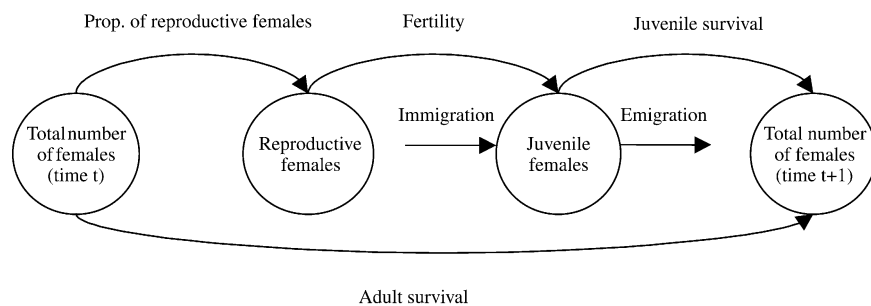 Prop. of reproductive females
Fertility
Juvenile survival
Total number
of females
(time t)
Reproductive
females
Immigration
Juvenile
females
Emigration
Total number
of females
(time t+1)
Adult survival